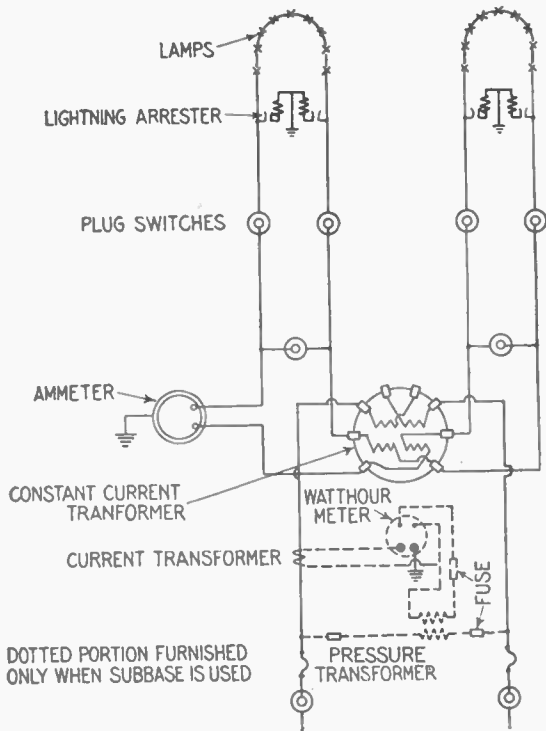 LAMPS
LIGHTNING ARRESTER
PLUG SWITCHES
AMMETER
CONSTANT CURRENT
TRANFORMER
WATTHOUR
METER
CURRENT TRANSFORMER
FUSE
DOTTED PORTION FURNISHED
ONLY WHEN SUBBASE IS USED
PRESSURE
TRANSFORMER